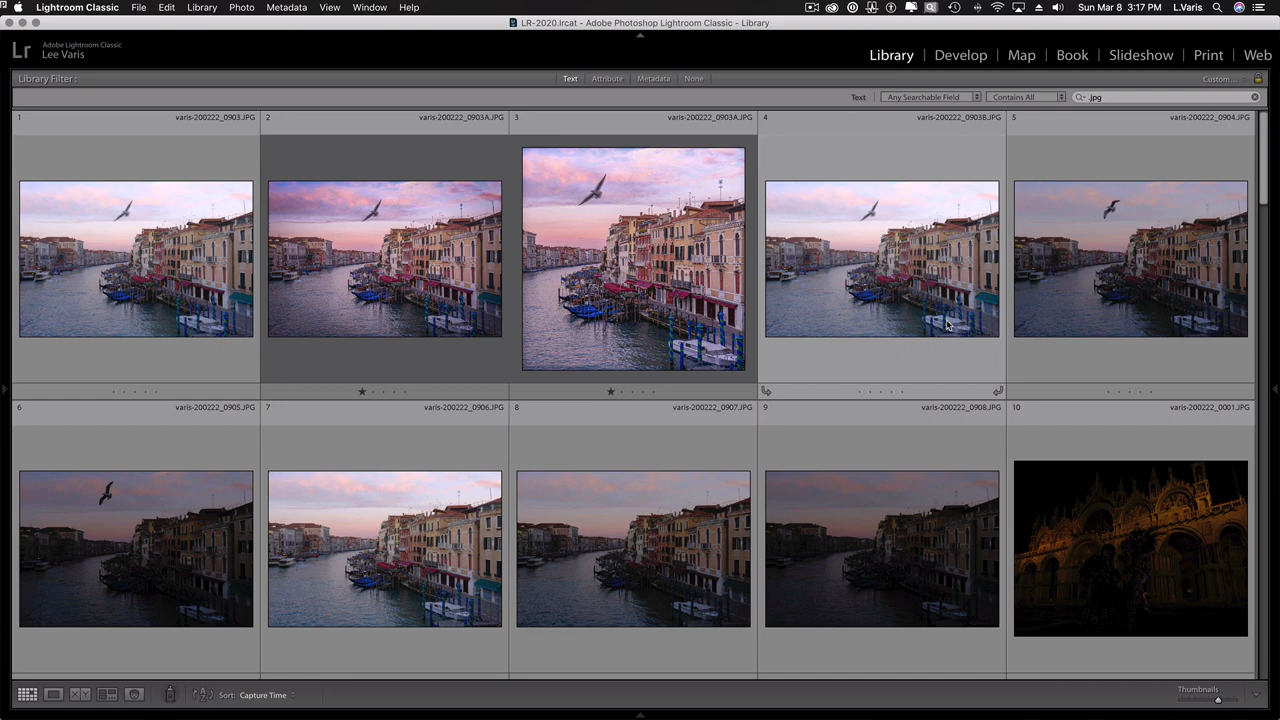 Lightroom Classic File Edit Library Photo Metadata View Window Help Sun Mar 8 3:17 PM L.Varis
LR-2020.lrcat - Adobe Photoshop Lightroom Classic - Library
Lr Adobe Lightroom Classic
Lee Varis
Library | Develop | Map | Book | Slideshow | Print | Web
Library Filter : Text Attribute Metadata None Custom...
Text Any Searchable Field Contains All .jpg
1 varis-200222_0903.JPG 2 varis-200222_0903A.JPG 3 varis-200222_0903A.JPG 4 varis-200222_0903B.JPG 5 varis-200222_0904.JPG
6 varis-200222_0905.JPG 7 varis-200222_0906.JPG 8 varis-200222_0907.JPG 9 varis-200222_0908.JPG 10 varis-200222_0001.JPG
Sort: Capture Time Thumbnails